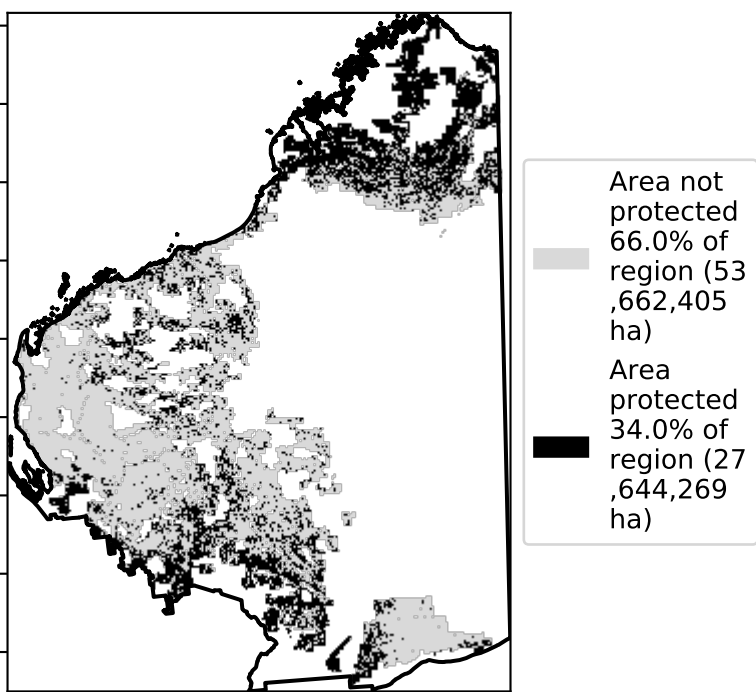 Area not
protected
66.0% of
region (53
,662,405
ha)
Area
protected
34.0% of
region (27
,644,269
ha)